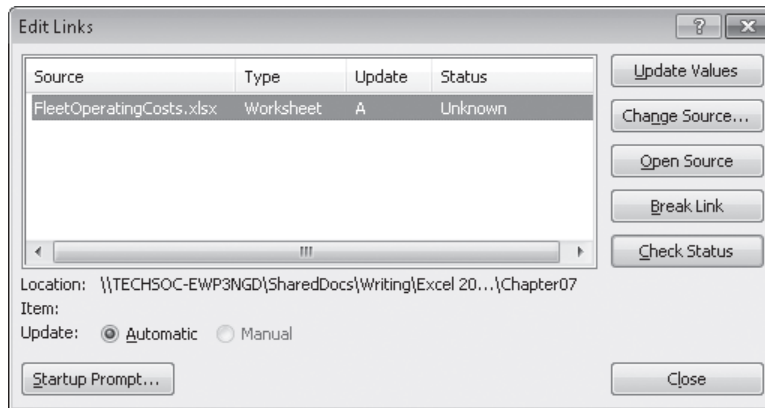 Edit Links
Source Type Update Status
FleetOperatingCosts.xlsx Worksheet A Unknown
Update Values
Change Source...
Open Source
Break Link
Check Status
Location: \\TECHSOC-EWP3NGD\SharedDocs\Writing\Excel 20...\Chapter07
Item:
Update: Automatic Manual
Startup Prompt... Close